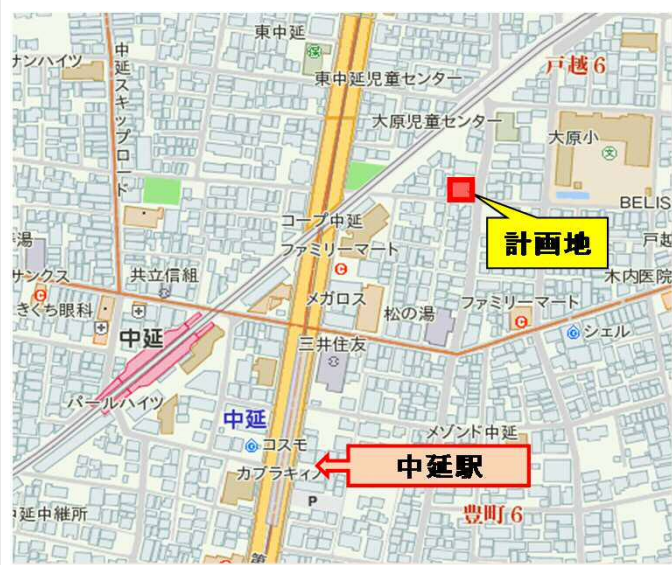 東中延
サンハイツ
中延スキップロード
東中延児童センター
戸越6
大原児童センター
大原小
文
BELIS
コープ中延
計画地
ファミリーマート
戸越
サンクス
共立信組
木内医院
メガロス
ファミリーマート
きくち眼科
松の湯
シェル
中延
三井住友
パールハイツ
中延
メゾンド中延
コスモ
カブラキィン
中延駅
P
豊町6
延中継所
第